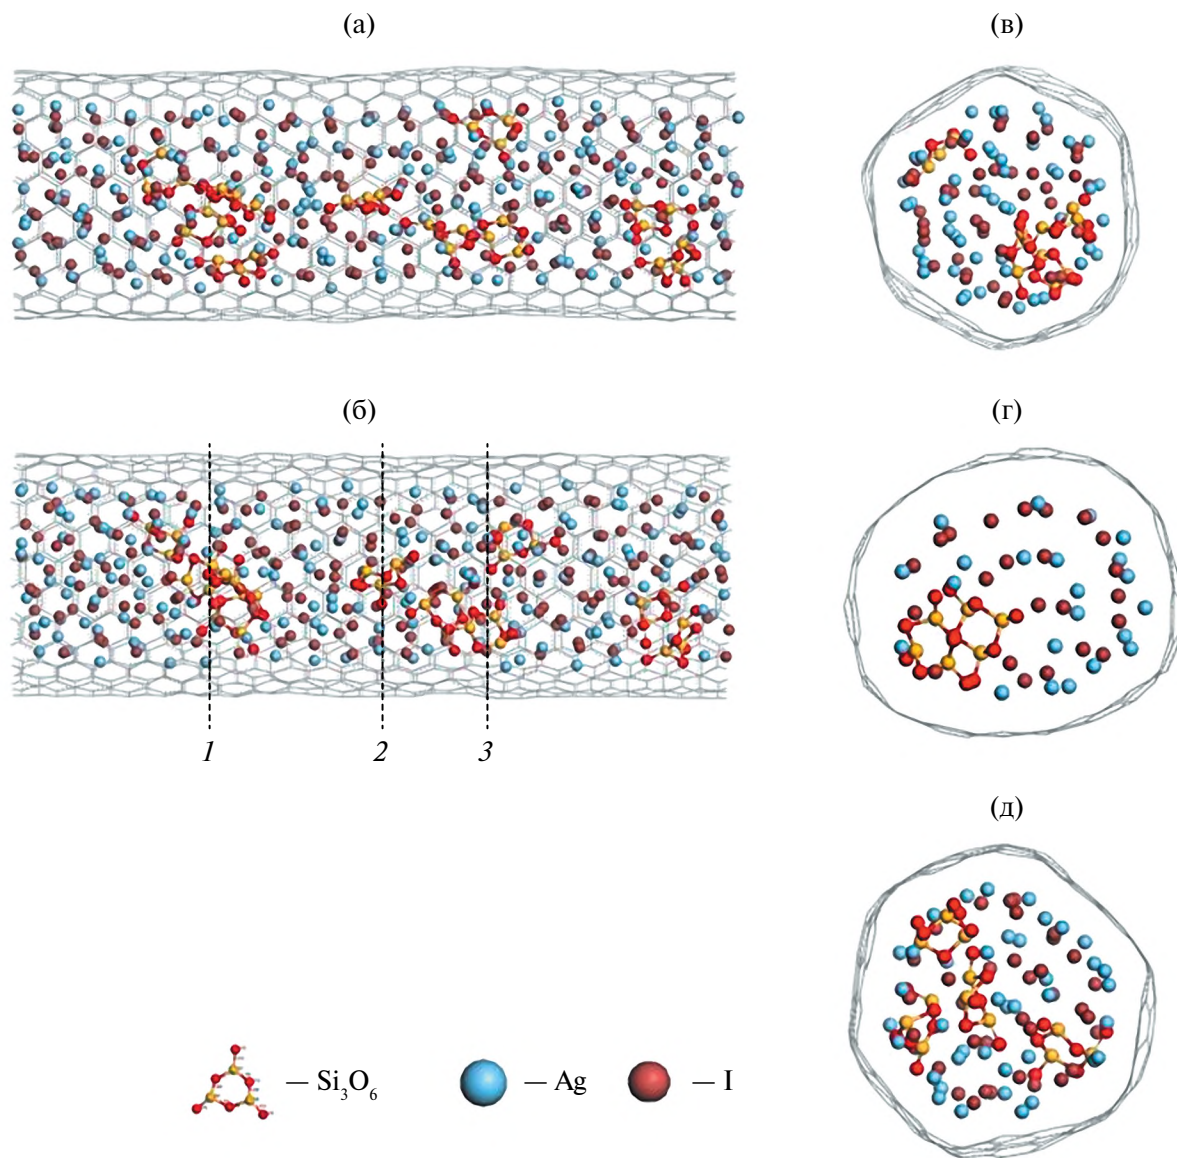 (а)
(в)
(б)
(г)
1 2 3
(д)
— Si₃O₆ — Ag — I